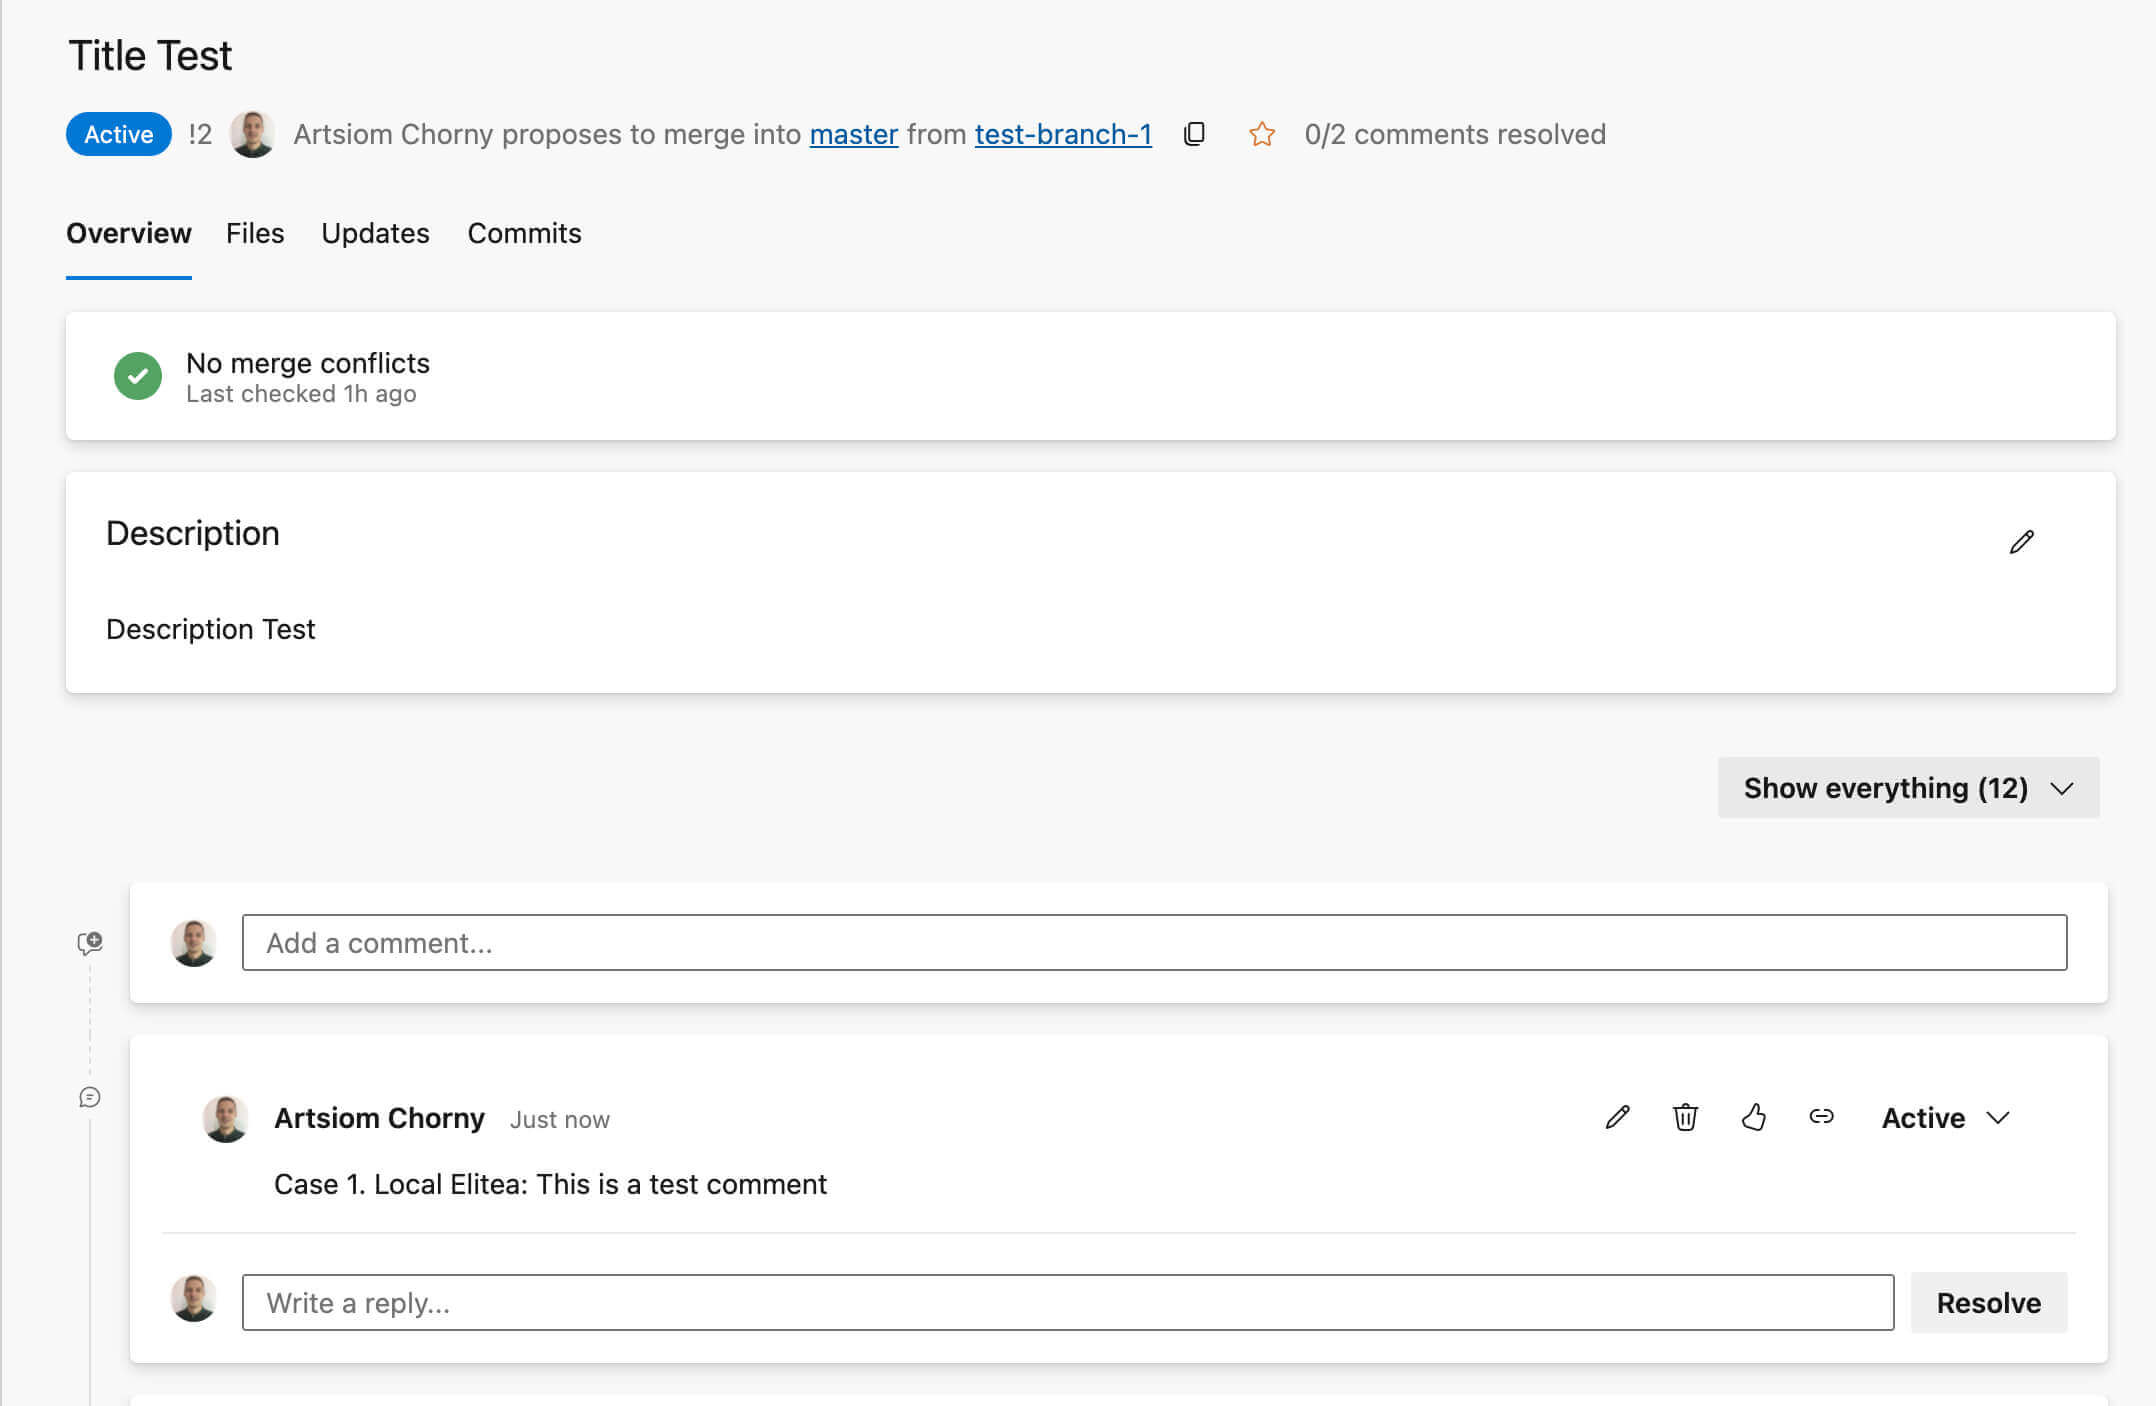 Title Test
Active !2 Artsiom Chorny proposes to merge into master from test-branch-1 0/2 comments resolved
Overview Files Updates Commits
No merge conflicts
Last checked 1h ago
Description
Description Test
Show everything (12)
Add a comment...
Artsiom Chorny Just now Active
Case 1. Local Elitea: This is a test comment
Write a reply... Resolve